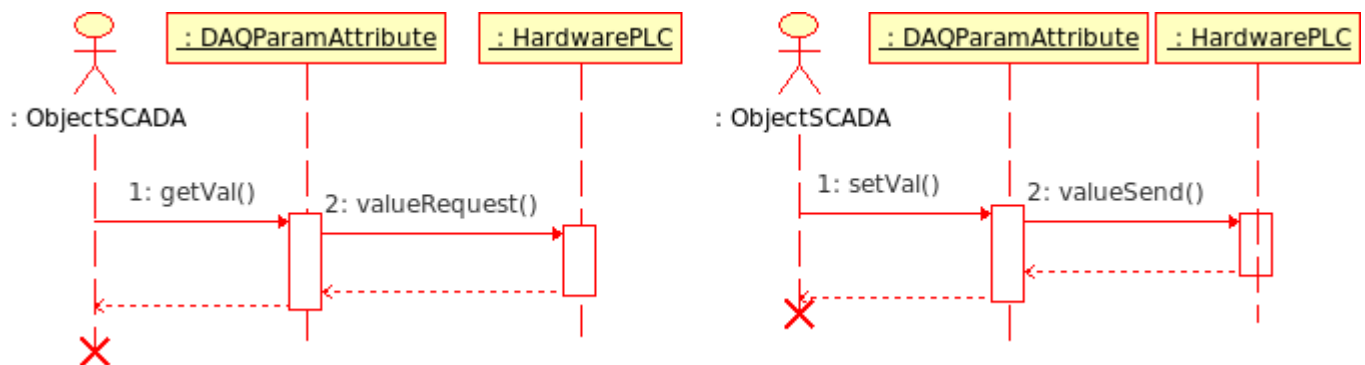 : DAQParamAttribute
: HardwarePLC
: ObjectSCADA
1: getVal()
2: valueRequest()
: DAQParamAttribute
: HardwarePLC
: ObjectSCADA
1: setVal()
2: valueSend()